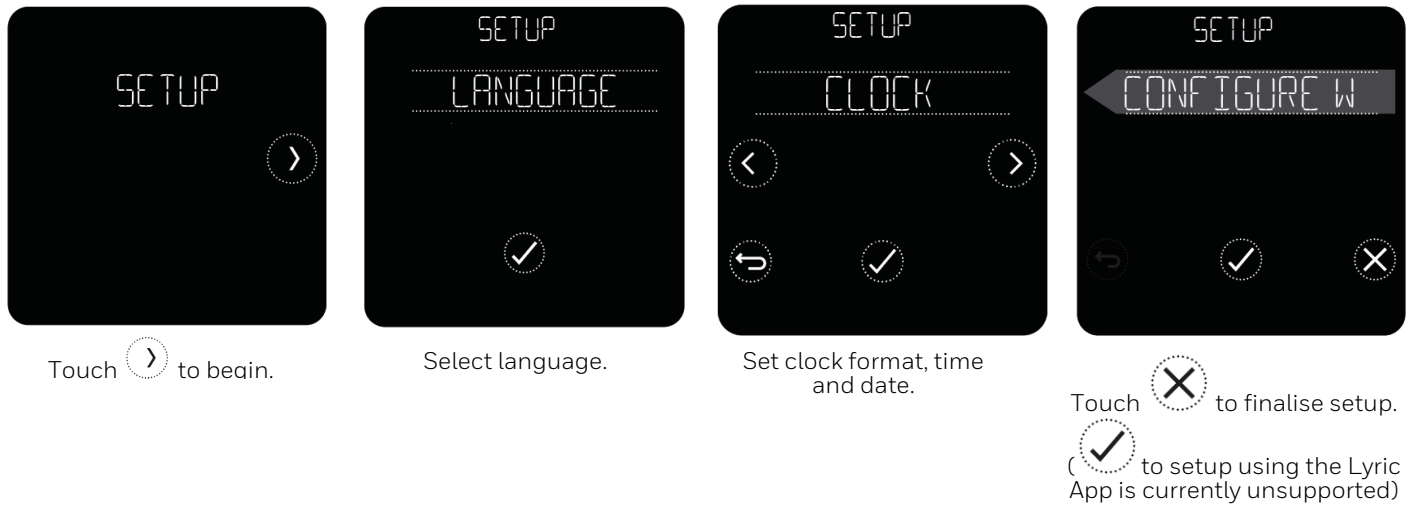 SETUP
SETUP
LANGUAGE
SETUP
CLOCK
SETUP
CONFIGURE W
Touch to begin.
Select language.
Set clock format, time
and date.
Touch to finalise setup.
( to setup using the Lyric
App is currently unsupported)